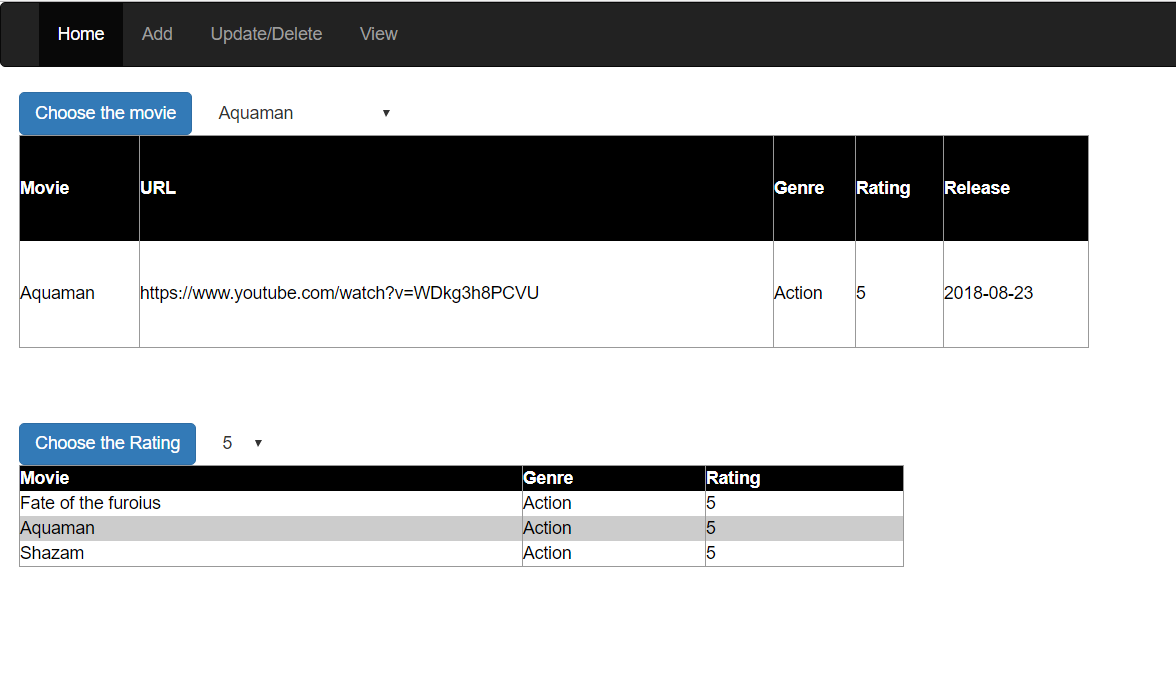 Home Add Update/Delete View
Choose the movie Aquaman
Movie URL Genre Rating Release
Aquaman https://www.youtube.com/watch?v=WDkg3h8PCVU Action 5 2018-08-23
Choose the Rating 5
Movie Genre Rating
Fate of the furoius Action 5
Aquaman Action 5
Shazam Action 5